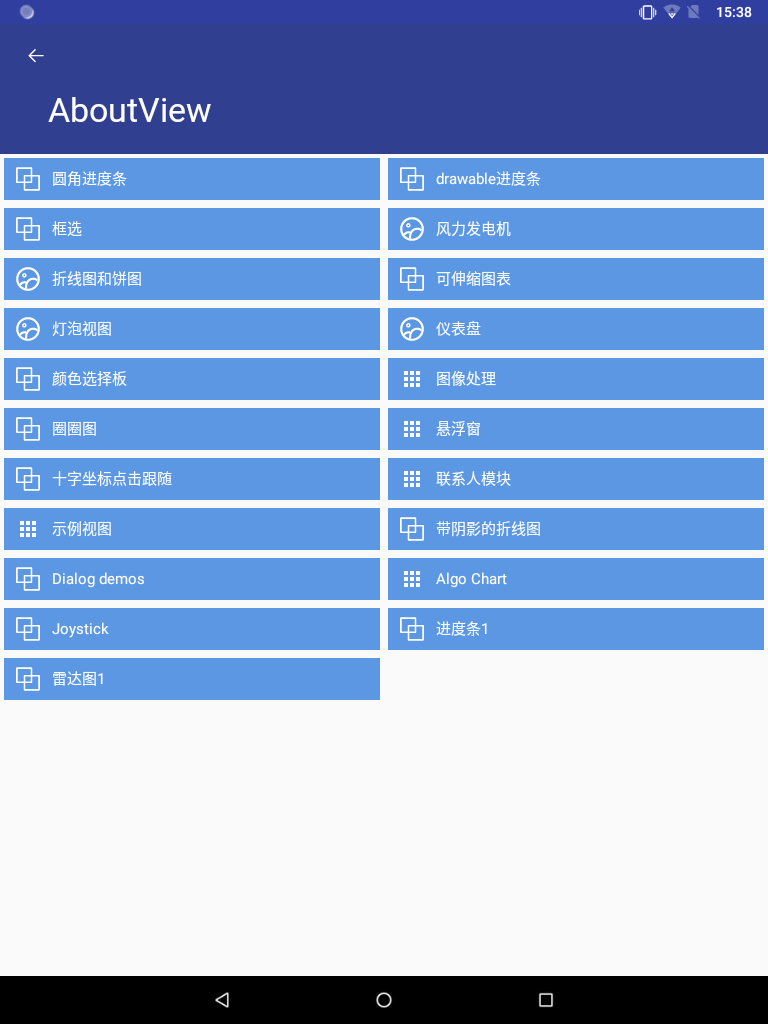 15:38
AboutView
圆角进度条
drawable进度条
框选
风力发电机
折线图和饼图
可伸缩图表
灯泡视图
仪表盘
颜色选择板
图像处理
圈圈图
悬浮窗
十字坐标点击跟随
联系人模块
示例视图
带阴影的折线图
Dialog demos
Algo Chart
Joystick
进度条1
雷达图1